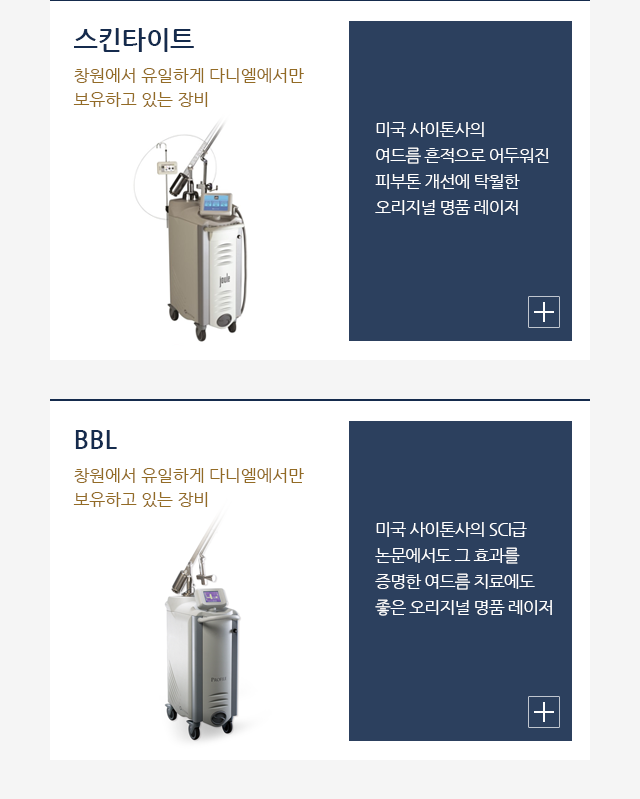 스킨타이트
창원에서 유일하게 다니엘에서만
보유하고 있는 장비
미국 사이톤사의
여드름 흔적으로 어두워진
피부톤 개선에 탁월한
오리지널 명품 레이저
joule
BBL
창원에서 유일하게 다니엘에서만
보유하고 있는 장비
미국 사이톤사의 SCI급
논문에서도 그 효과를
증명한 여드름 치료에도
좋은 오리지널 명품 레이저